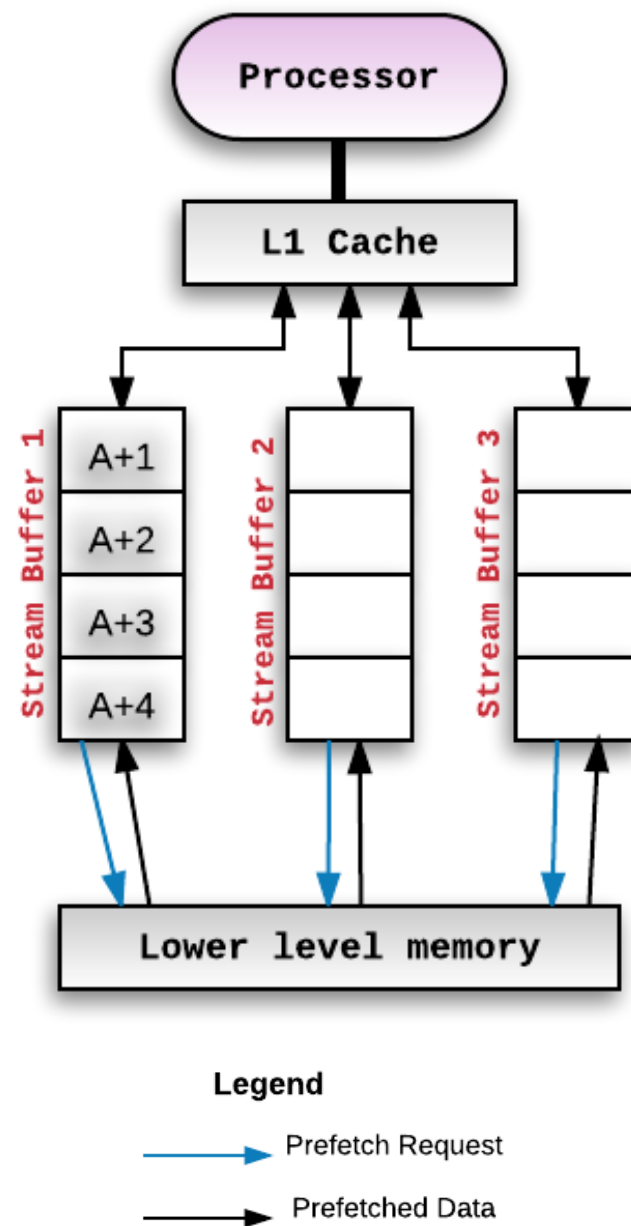 Processor
L1 Cache
Stream Buffer 1
A+1
A+2
A+3
A+4
Stream Buffer 2
Stream Buffer 3
Lower level memory
Legend
Prefetch Request
Prefetched Data